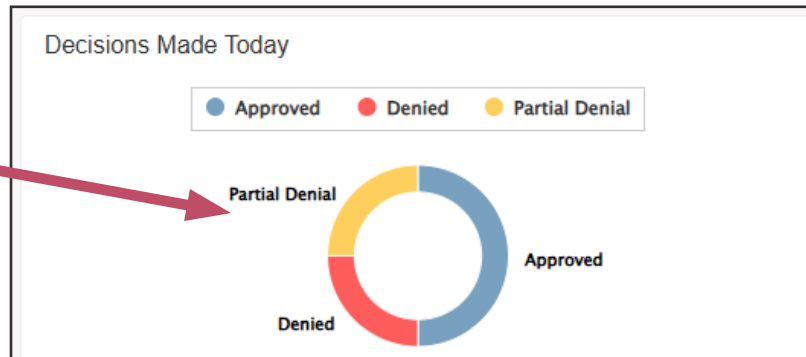 Decisions Made Today
Approved Denied Partial Denial
Partial Denial
Approved
Denied